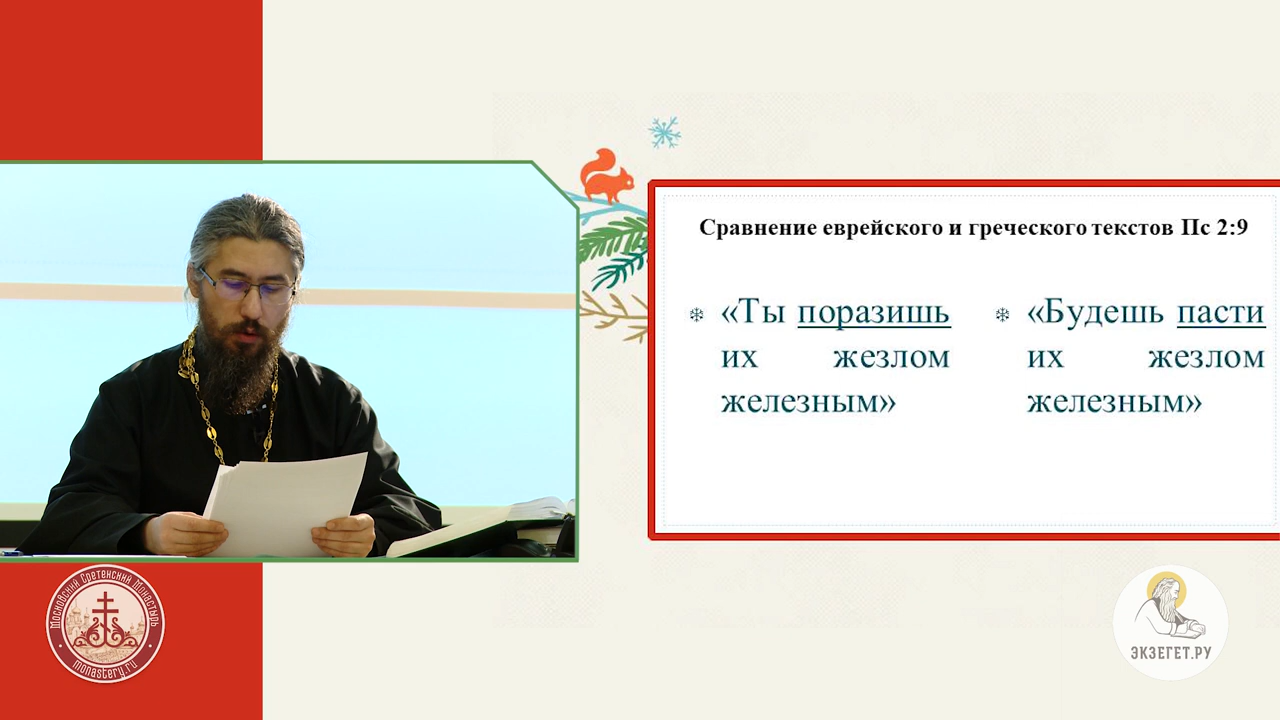 Сравнение еврейского и греческого текстов Пс 2:9
«Ты поразишь
их жезлом
железным»
«Будешь пасти
их жезлом
железным»
Московский Сретенский Монастырь
monastery.ru
ЭКЗЕГЕТ.РУ